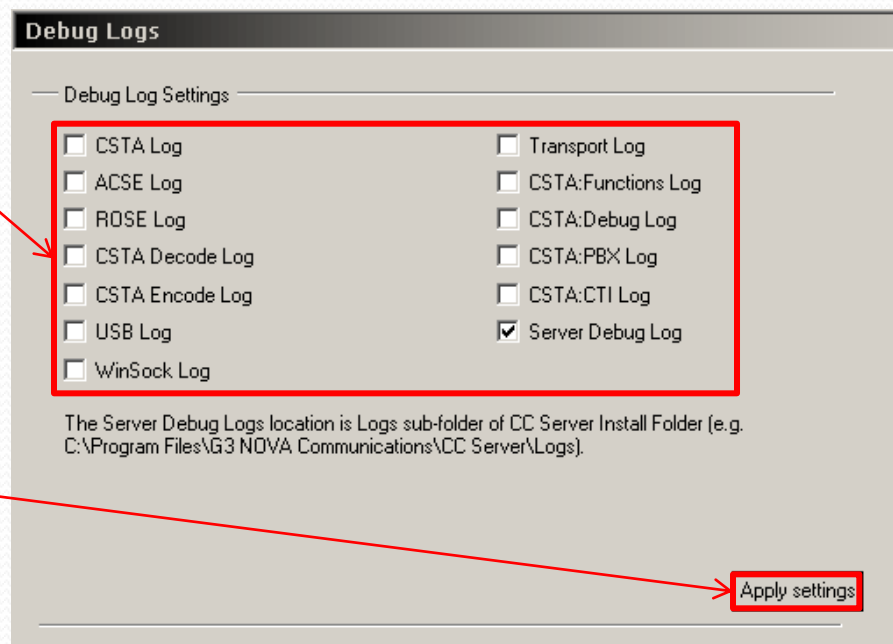 Debug Logs
Debug Log Settings
CSTA Log
ACSE Log
ROSE Log
CSTA Decode Log
CSTA Encode Log
USB Log
WinSock Log
Transport Log
CSTA:Functions Log
CSTA:Debug Log
CSTA:PBX Log
CSTA:CTI Log
Server Debug Log
The Server Debug Logs location is Logs sub-folder of CC Server Install Folder (e.g.
C:\Program Files\G3 NOVA Communications\CC Server\Logs).
Apply settings